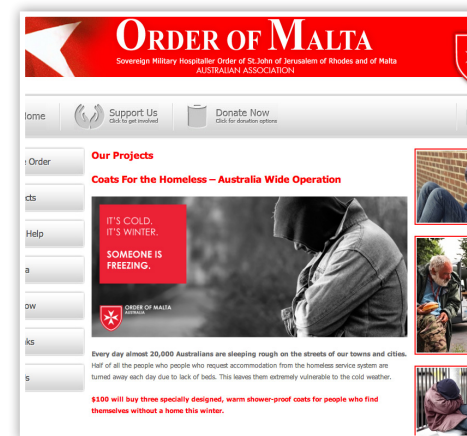 ORDER OF MALTA
Sovereign Military Hospitaller Order of St.John of Jerusalem of Rhodes and of Malta
AUSTRALIAN ASSOCIATION
ome
Support Us
Click to get involved
Donate Now
Click for donation options
Order
cts
Help
a
ow
ks
s
Our Projects
Coats For the Homeless – Australia Wide Operation
IT'S COLD.
IT'S WINTER.
SOMEONE IS
FREEZING.
ORDER OF MALTA
AUSTRALIA
Every day almost 20,000 Australians are sleeping rough on the streets of our towns and cities.
Half of all the people who people who request accommodation from the homeless service system are
turned away each day due to lack of beds. This leaves them extremely vulnerable to the cold weather.
$100 will buy three specially designed, warm shower-proof coats for people who find
themselves without a home this winter.